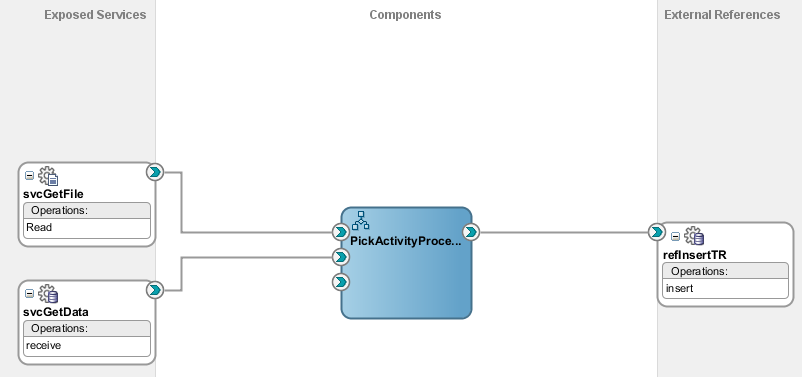 Exposed Services
Components
External References
svcGetFile
Operations:
Read
svcGetData
Operations:
receive
PickActivityProce...
refInsertTR
Operations:
insert